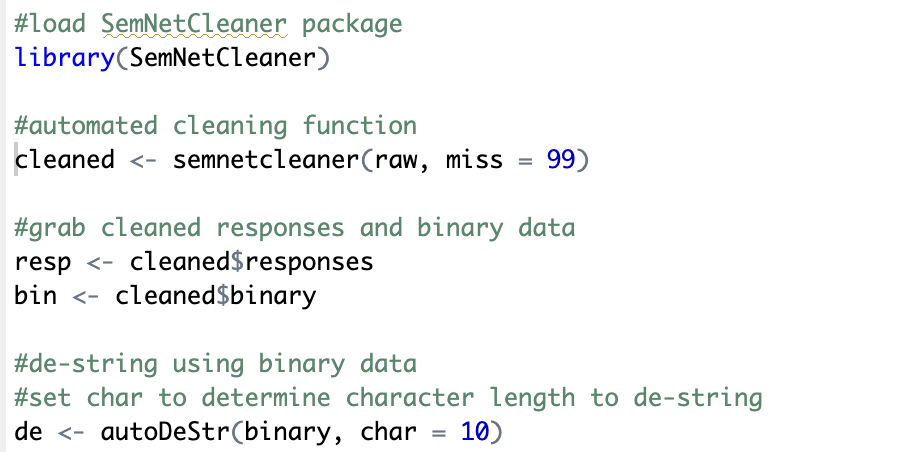 #load SemNetCleaner package
library(SemNetCleaner)
#automated cleaning function
cleaned <- semnetcleaner(raw, miss = 99)
#grab cleaned responses and binary data
resp <- cleaned$responses
bin <- cleaned$binary
#de-string using binary data
#set char to determine character length to de-string
de <- autoDeStr(binary, char = 10)